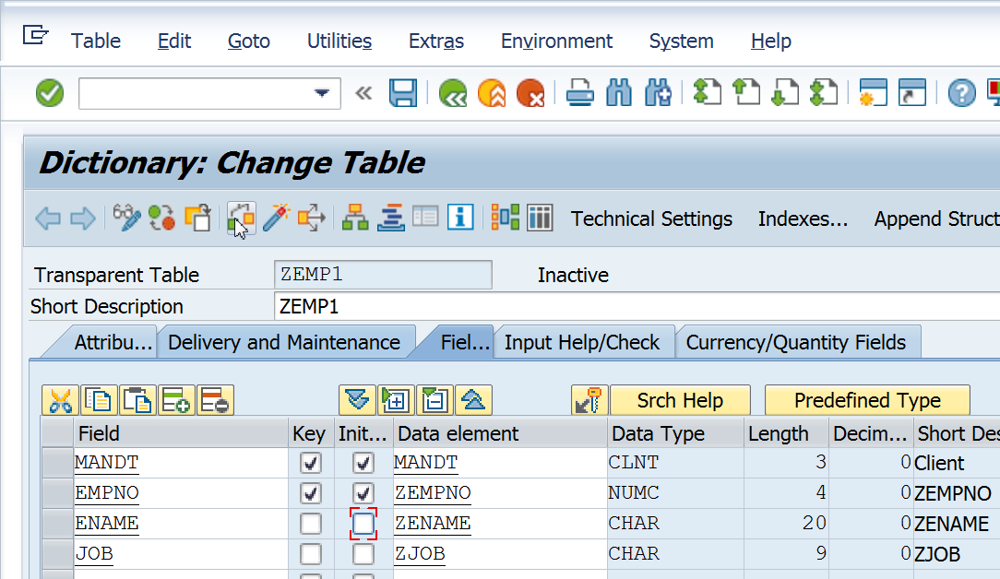 Table Edit Goto Utilities Extras Environment System Help
Dictionary: Change Table
Technical Settings Indexes... Append Struct
Transparent Table ZEMP1 Inactive
Short Description ZEMP1
Attribu... Delivery and Maintenance Fiel... Input Help/Check Currency/Quantity Fields
Srch Help Predefined Type
Field Key Init... Data element Data Type Length Decim... Short Des
MANDT MANDT CLNT 3 0 Client
EMPNO ZEMPNO NUMC 4 0 ZEMPNO
ENAME ZENAME CHAR 20 0 ZENAME
JOB ZJOB CHAR 9 0 ZJOB